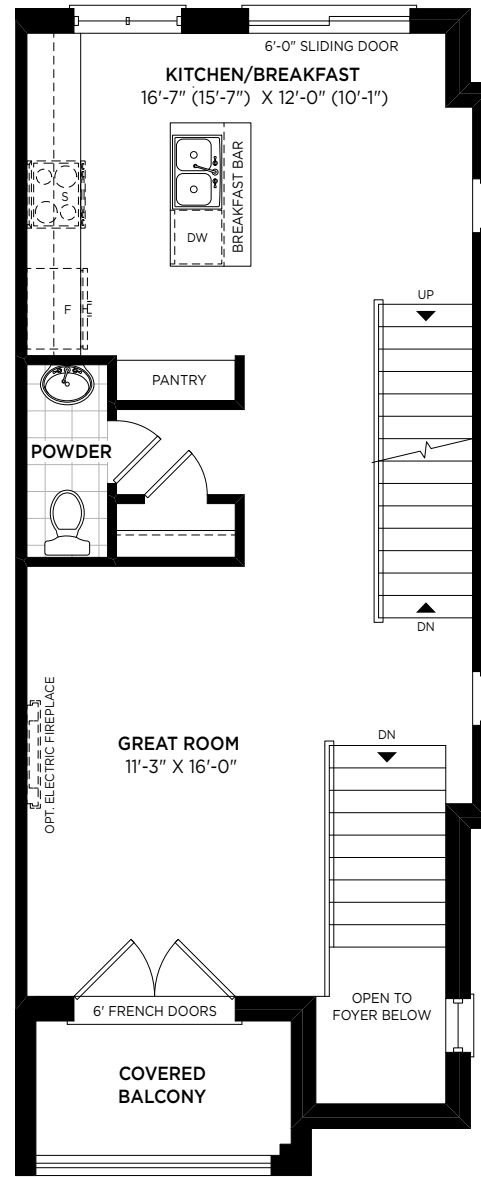 6'-0" SLIDING DOOR
KITCHEN/BREAKFAST
16'-7" (15'-7") X 12'-0" (10'-1")
BREAKFAST BAR
S
DW
F
UP
PANTRY
POWDER
DN
OPT. ELECTRIC FIREPLACE
GREAT ROOM
11'-3" X 16'-0"
DN
6' FRENCH DOORS
OPEN TO
FOYER BELOW
COVERED
BALCONY